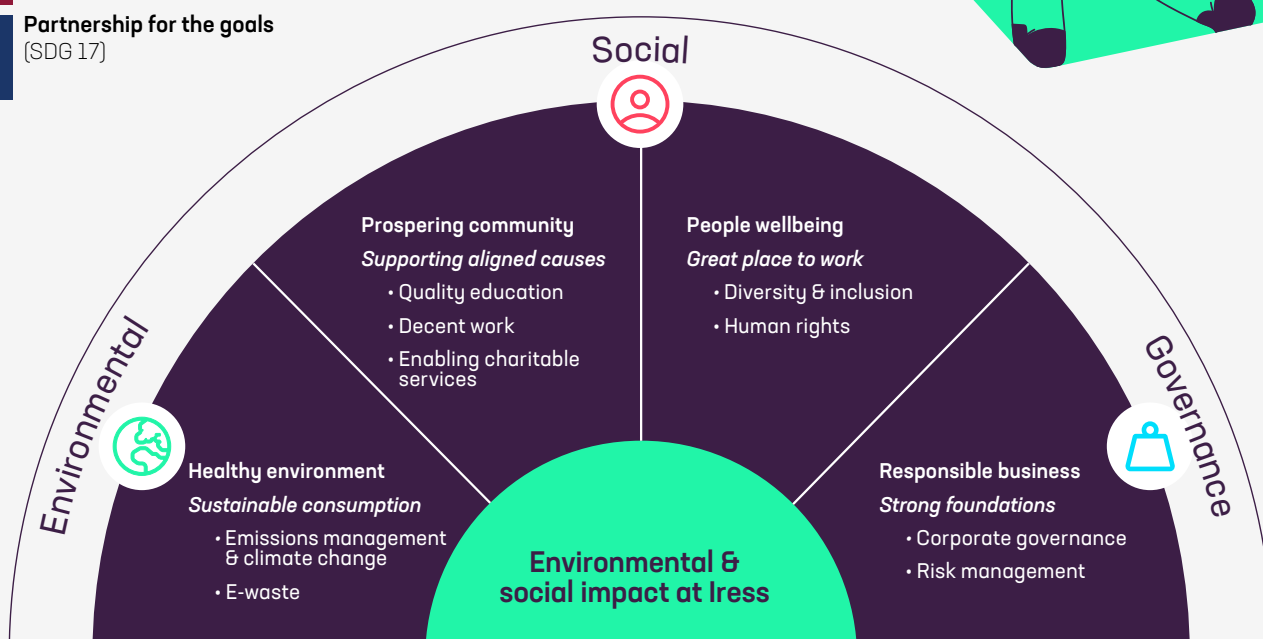 Partnership for the goals
(SDG 17)
Social
Environmental
Governance
Prospering community
Supporting aligned causes
• Quality education
• Decent work
• Enabling charitable
services
People wellbeing
Great place to work
• Diversity & inclusion
• Human rights
Healthy environment
Sustainable consumption
• Emissions management
& climate change
• E-waste
Responsible business
Strong foundations
• Corporate governance
• Risk management
Environmental &
social impact at Iress